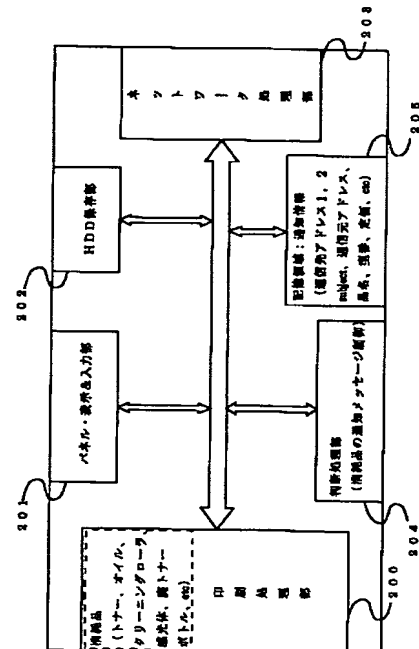 201
202
203
パネル・表示&入力部
HDD保存部
ネットワーク処理部
消耗品
(トナー、オイル、
クリーニングローラ、
感光体、廃トナー
ボトル、etc)
印刷処理部
判断処理部
(消耗品の通知メッセージ制御)
記憶領域:通知情報
(送信先アドレス1、2
subject、送信元アドレス、
品名、型番、定価、etc)
200
204
205